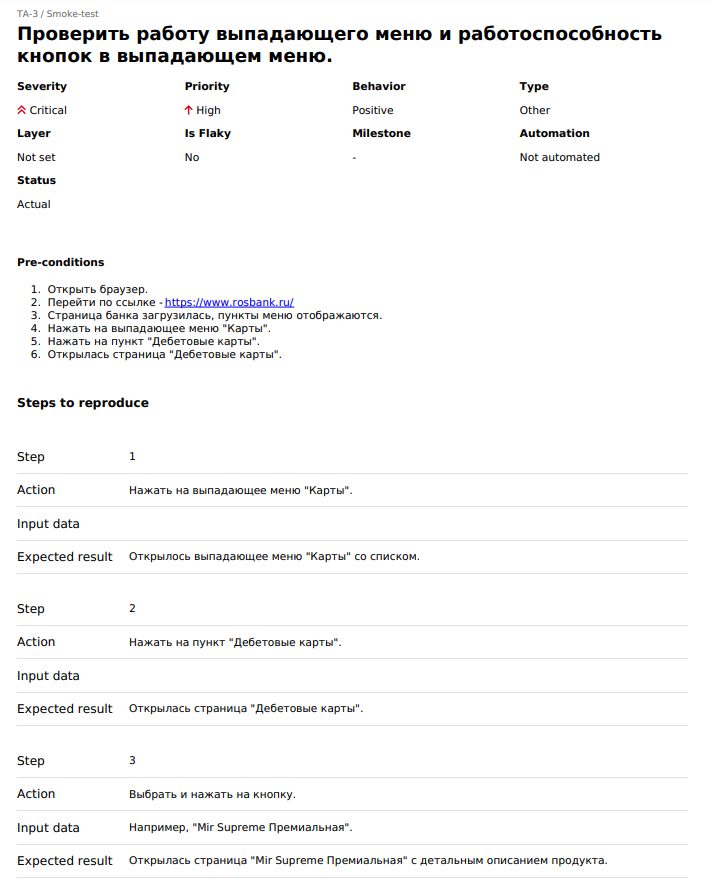 TA-3 / Smoke-test
Проверить работу выпадающего меню и работоспособность
кнопок в выпадающем меню.
Severity Priority Behavior Type
Critical High Positive Other
Layer Is Flaky Milestone Automation
Not set No - Not automated
Status
Actual
Pre-conditions
1. Открыть браузер.
2. Перейти по ссылке - https://www.rosbank.ru/
3. Страница банка загрузилась, пункты меню отображаются.
4. Нажать на выпадающее меню "Карты".
5. Нажать на пункт "Дебетовые карты".
6. Открылась страница "Дебетовые карты".
Steps to reproduce
Step 1
Action Нажать на выпадающее меню "Карты".
Input data
Expected result Открылось выпадающее меню "Карты" со списком.
Step 2
Action Нажать на пункт "Дебетовые карты".
Input data
Expected result Открылась страница "Дебетовые карты".
Step 3
Action Выбрать и нажать на кнопку.
Input data Например, "Mir Supreme Премиальная".
Expected result Открылась страница "Mir Supreme Премиальная" с детальным описанием продукта.